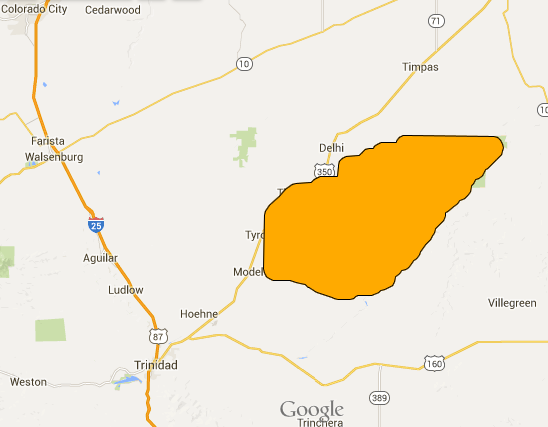 Colorado City
Cedarwood
71
10
Timpas
10
Farista
Walsenburg
Delhi
350
25
Tyro
Aguilar
Model
Ludlow
Hoehne
Villegreen
87
Trinidad
160
Weston
389
Google
Trinchera